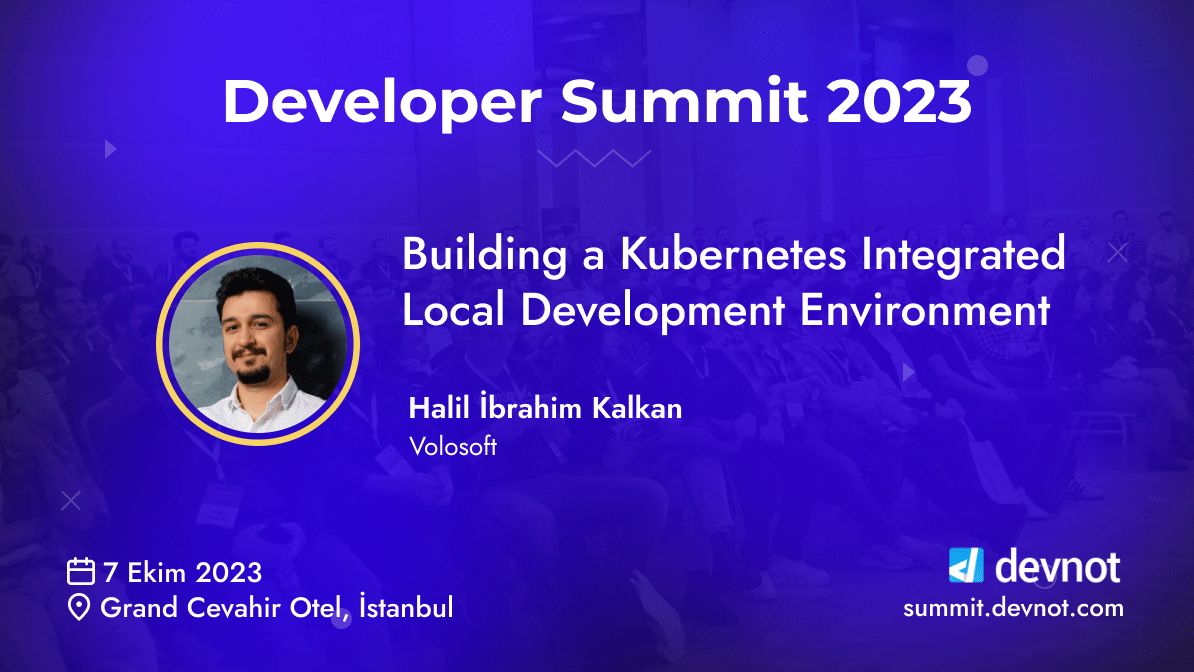 Developer Summit 2023
Building a Kubernetes Integrated
Local Development Environment
Halil İbrahim Kalkan
Volosoft
7 Ekim 2023
Grand Cevahir Otel, İstanbul
devnot
summit.devnot.com